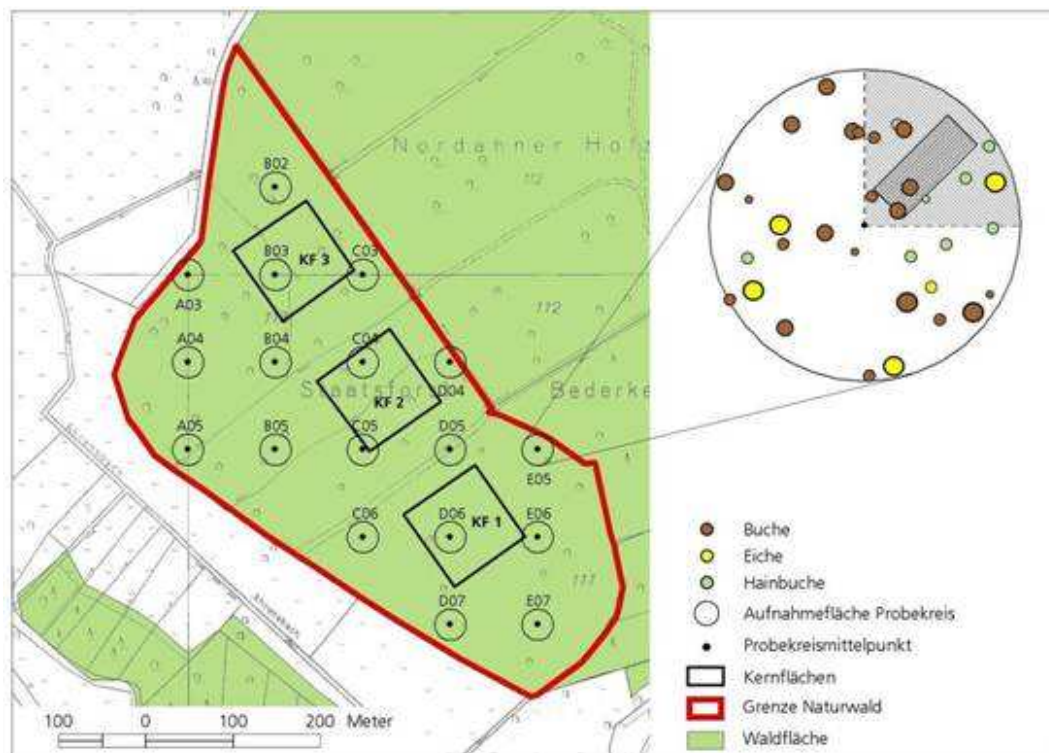 Nordahner Holz
112
B02
KF 3
B03
C03
A03
112
A04
B04
C04
D04
Staatsfor
Bederke
KF 2
A05
B05
C05
D05
E05
KF 1
C06
D06
E06
111
D07
E07
100 0 100 200 Meter
Buche
Eiche
Hainbuche
Aufnahmefläche Probekreis
Probekreismittelpunkt
Kernflächen
Grenze Naturwald
Waldfläche